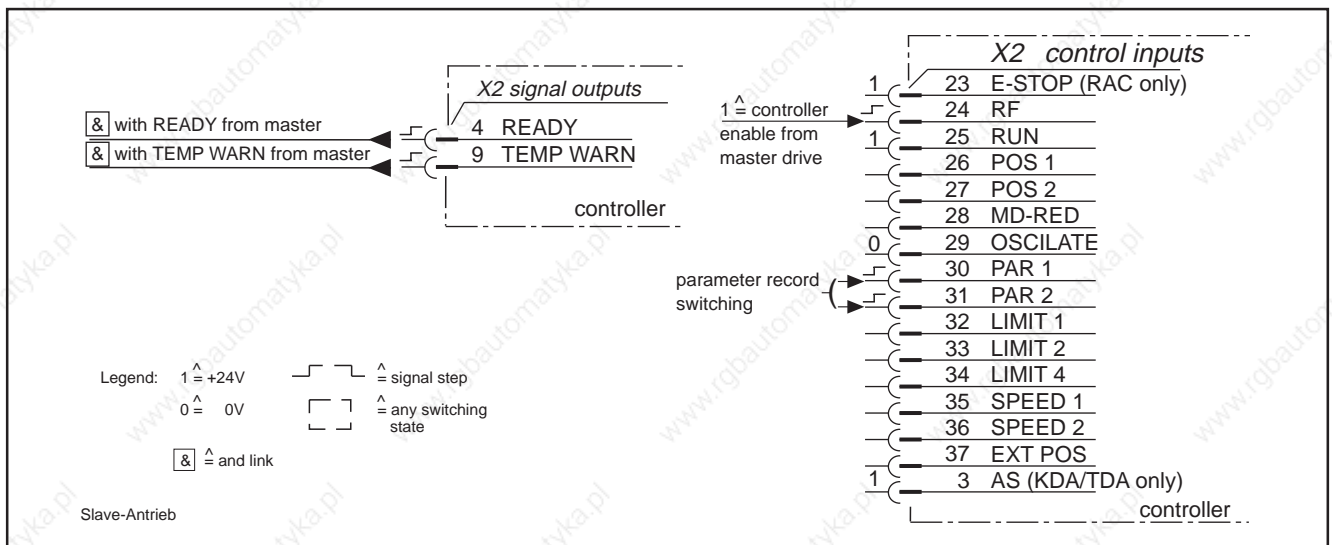 X2 signal outputs
& with READY from master
4 READY
& with TEMP WARN from master
9 TEMP WARN
controller
X2 control inputs
1 23 E-STOP (RAC only)
1 ≙ controller
enable from
master drive
24 RF
1 25 RUN
26 POS 1
27 POS 2
28 MD-RED
0 29 OSCILATE
parameter record
switching
30 PAR 1
31 PAR 2
32 LIMIT 1
33 LIMIT 2
34 LIMIT 4
35 SPEED 1
36 SPEED 2
37 EXT POS
1 3 AS (KDA/TDA only)
controller
Legend: 1 ≙ +24V ≙ signal step
0 ≙ 0V ≙ any switching
state
& ≙ and link
Slave-Antrieb
www.rgbautomatyka.pl